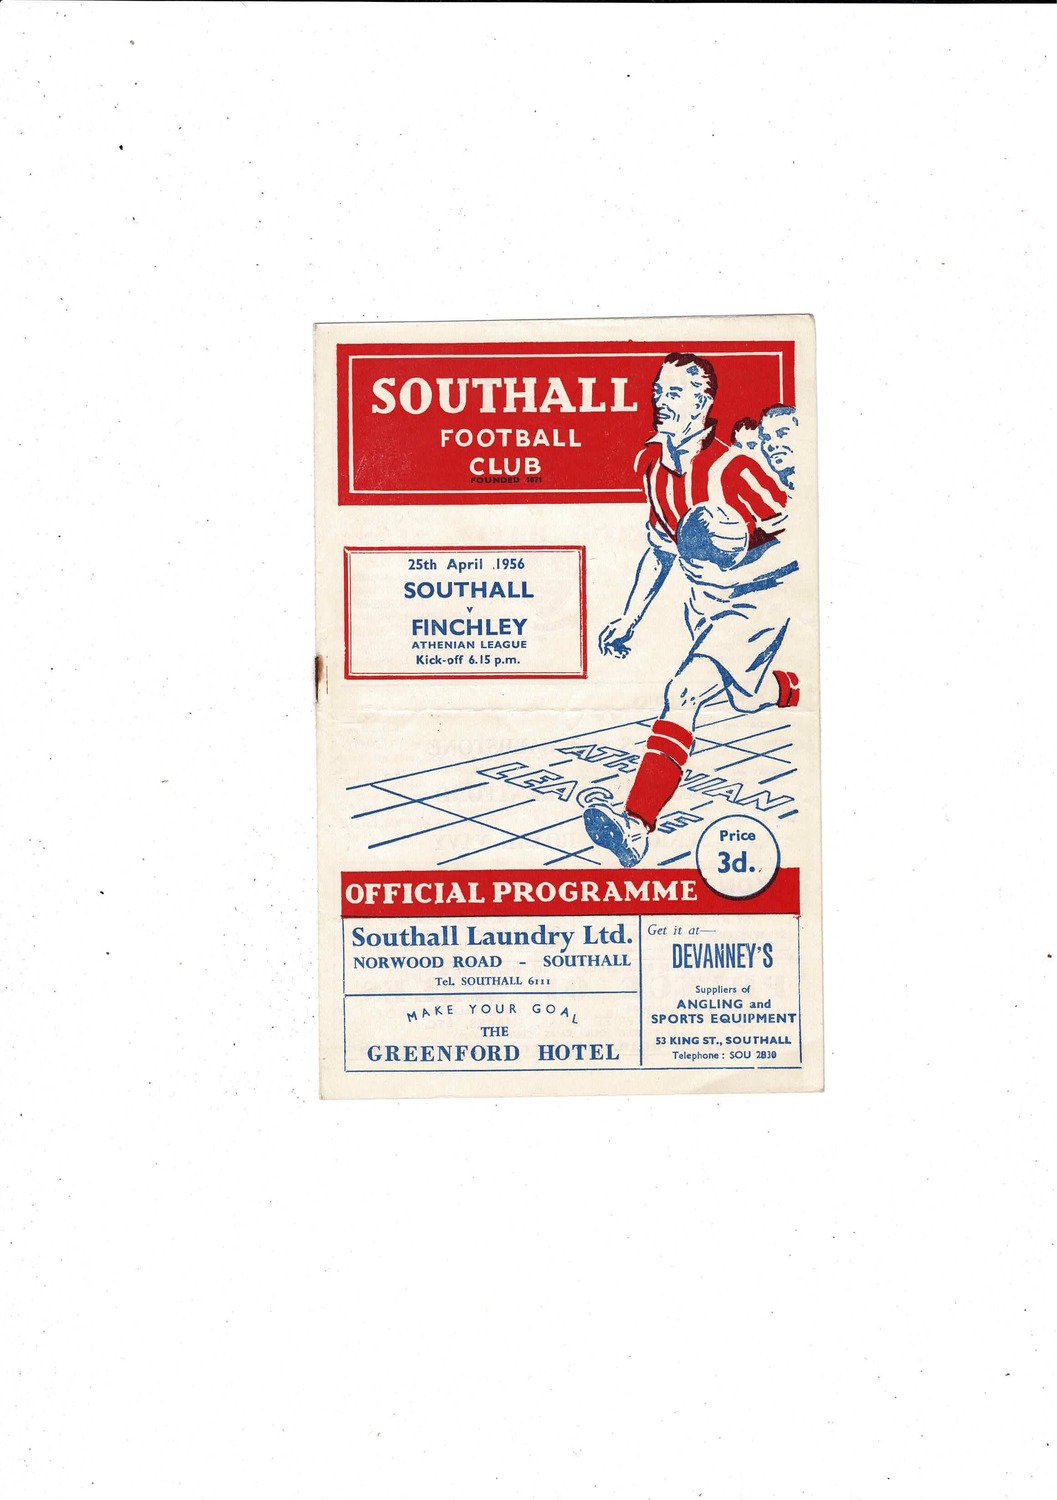 SOUTHALL
FOOTBALL
CLUB
FOUNDED 1871
25th April 1956
SOUTHALL
v
FINCHLEY
ATHENIAN LEAGUE
Kick-off 6.15 p.m.
ATHENIAN
LEAGUE
Price
3d.
OFFICIAL PROGRAMME
Southall Laundry Ltd.
NORWOOD ROAD - SOUTHALL
Tel. SOUTHALL 6111
MAKE YOUR GOAL
THE
GREENFORD HOTEL
Get it at—
DEVANNEY'S
Suppliers of
ANGLING and
SPORTS EQUIPMENT
53 KING ST., SOUTHALL
Telephone : SOU 2830